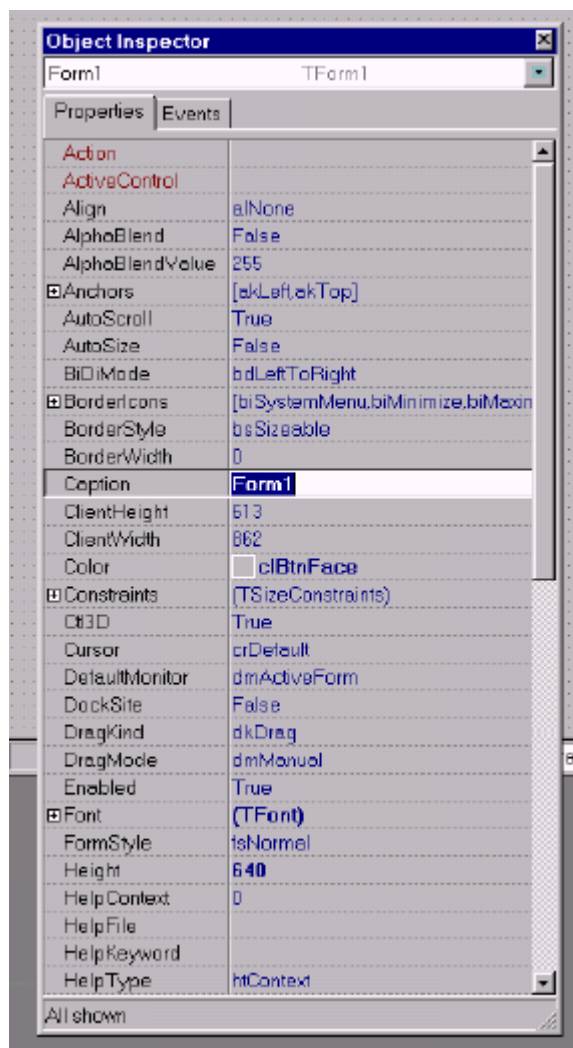 Object Inspector
Form1 TForm1
Properties Events
Action
ActiveControl
Align alNone
AlphaBlend False
AlphaBlendValue 255
Anchors [akLeft,akTop]
AutoScroll True
AutoSize False
BiDiMode bdLeftToRight
BorderIcons [biSystemMenu,biMinimize,biMaxin
BorderStyle bsSizeable
BorderWidth 0
Caption Form1
ClientHeight 613
ClientWidth 862
Color clBtnFace
Constraints (TSizeConstraints)
Ctl3D True
Cursor crDefault
DefaultMonitor dmActiveForm
DockSite False
DragKind dkDrag
DragMode dmManual
Enabled True
Font (TFont)
FormStyle fsNormal
Height 640
HelpContext 0
HelpFile
HelpKeyword
HelpType htContext
All shown